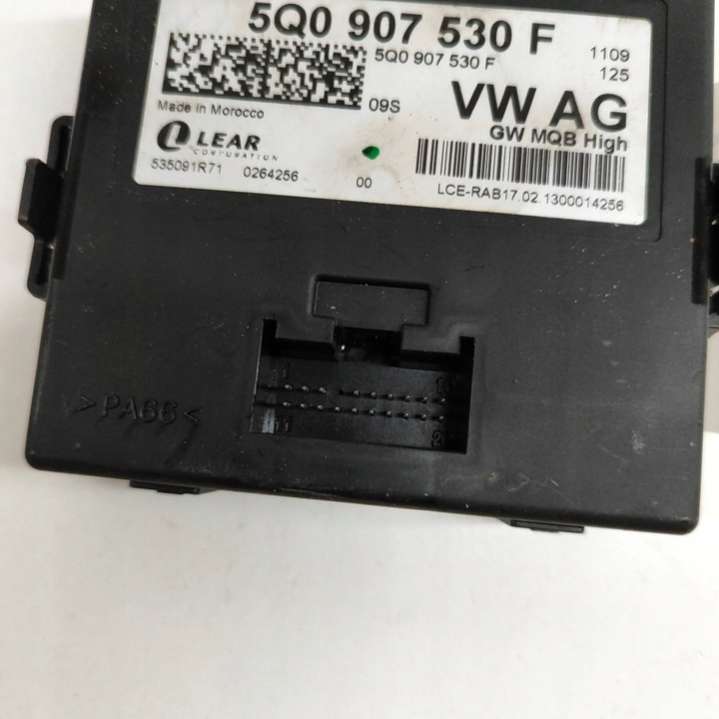 5Q0 907 530 F
5Q0 907 530 F
1109
125
Made in Morocco
09S
VW AG
GW MQB High
LEAR
CORPORATION
535091R71 0264256 00
LCE-RAB17.02.1300014256
>PA66<